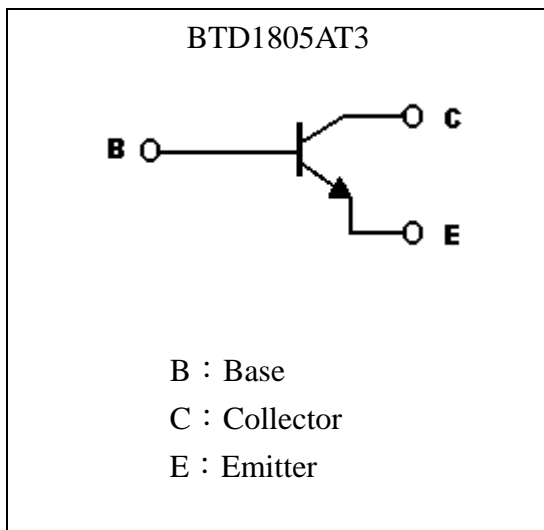 BTD1805AT3
C
B
E
B：Base
C：Collector
E：Emitter